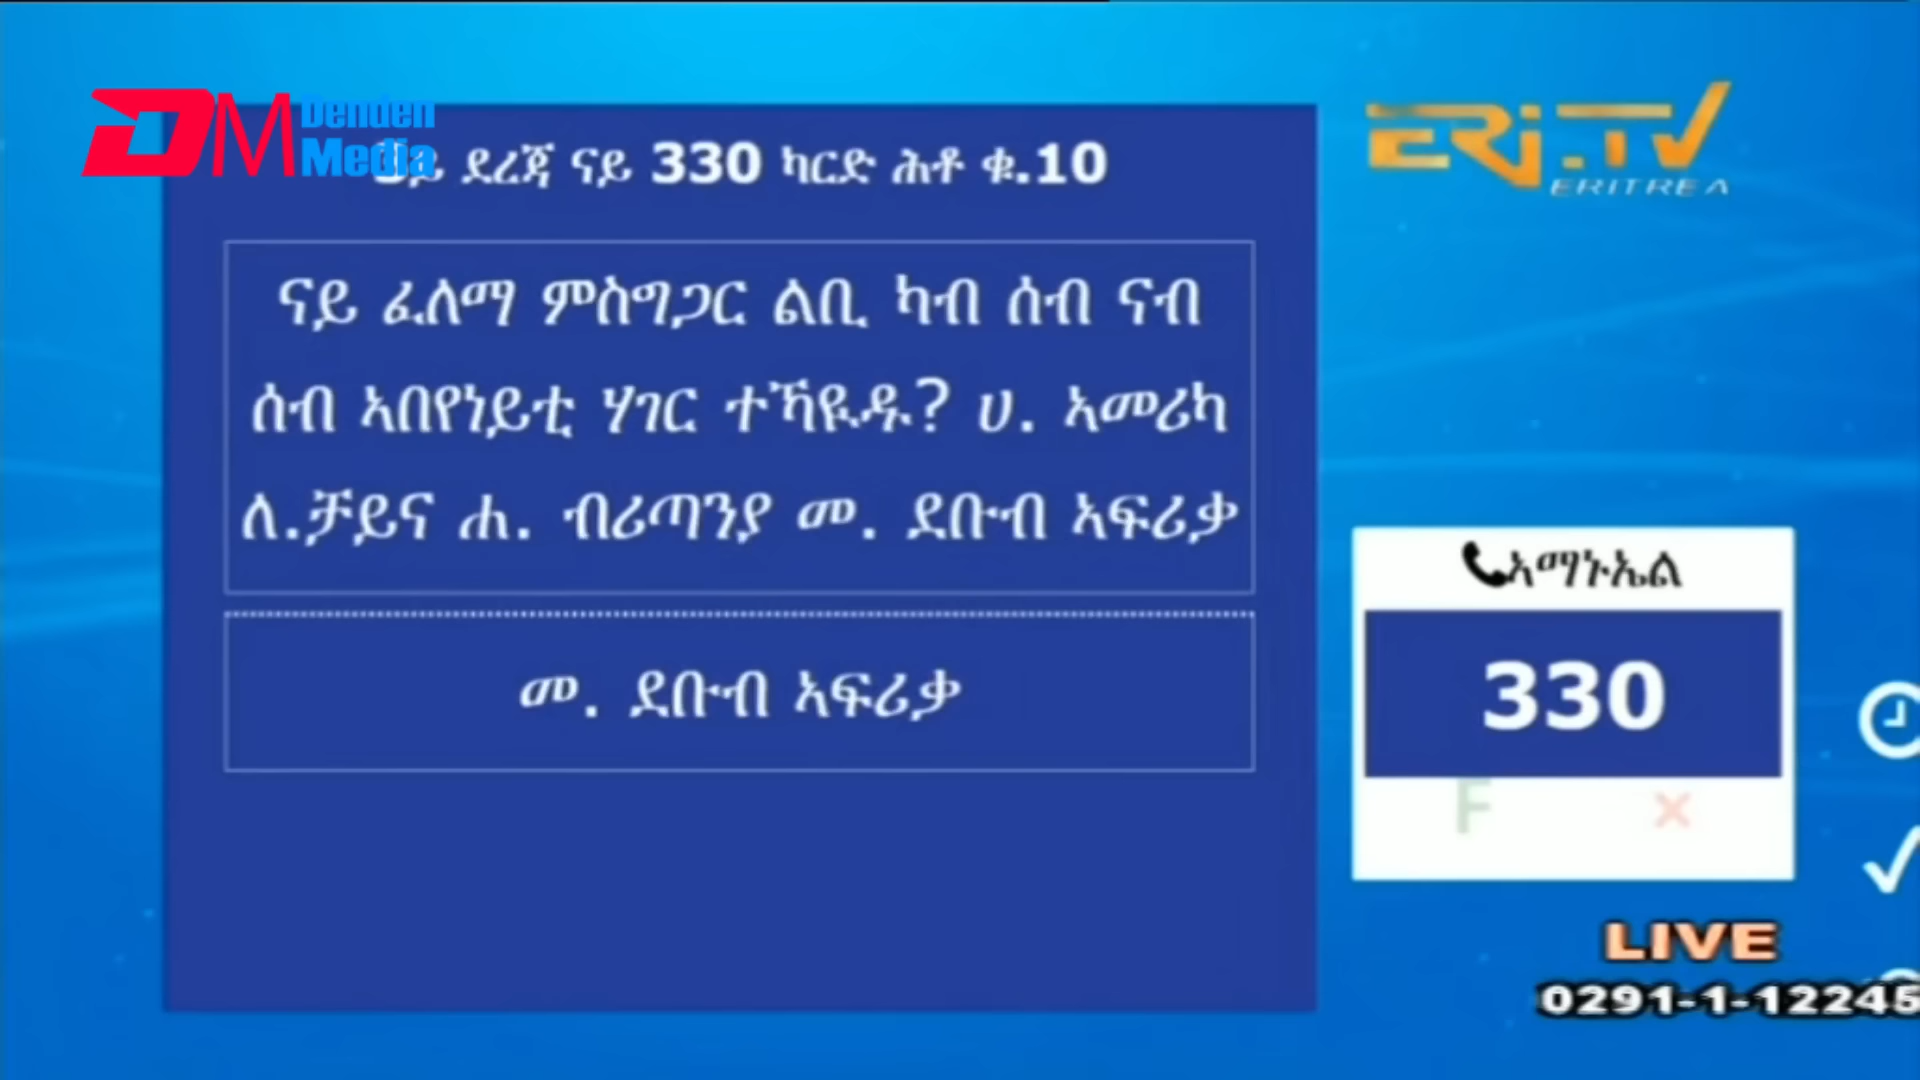 DM Denden
Media
ይ ደረጃ ናይ 330 ካርድ ሕቶ ቁ.10
ERi.TV
ERITREA
ናይ ፈለማ ምስግጋር ልቢ ካብ ሰብ ናብ
ሰብ ኣበየነይቲ ሃገር ተኻዪዱ? ሀ. ኣመሪካ
ለ.ቻይና ሐ. ብሪጣንያ መ. ደቡብ ኣፍሪቃ
መ. ደቡብ ኣፍሪቃ
ኣማኑኤል
330
F ×
LIVE
0291-1-12245